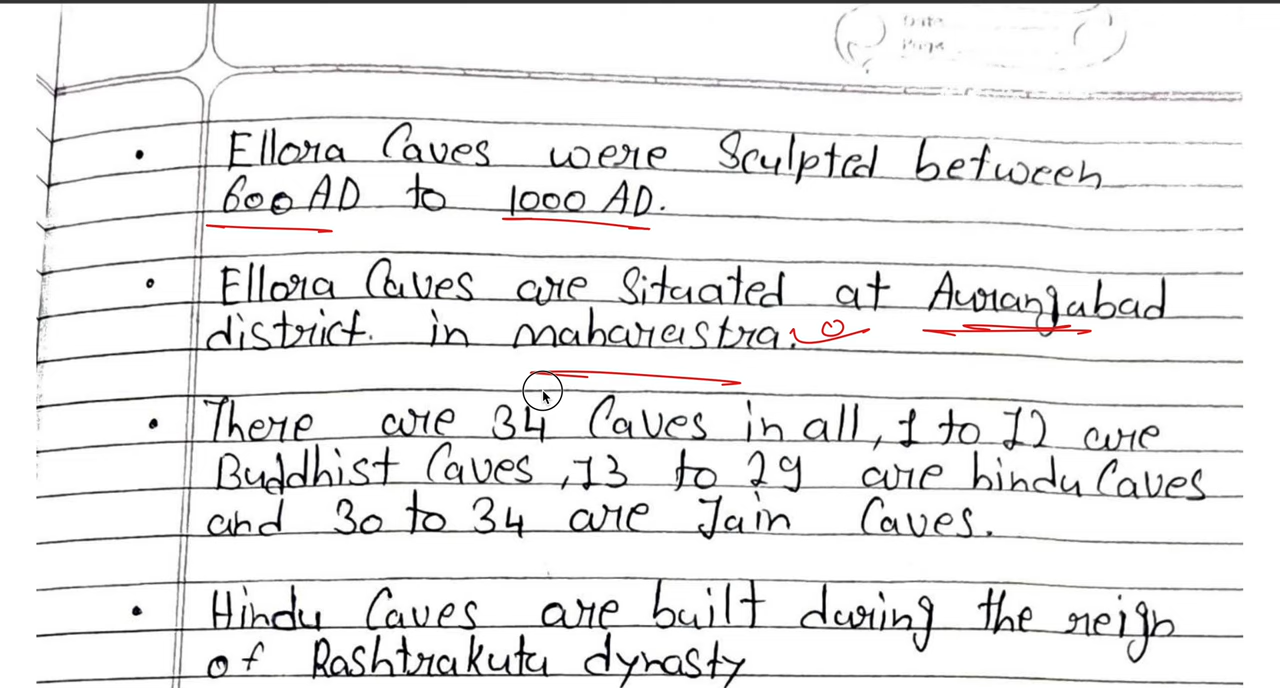 Date
Page
• Ellora Caves were Sculpted between
600 AD to 1000 AD.
• Ellora Caves are Situated at Aurangabad
district. in maharastra.
• There are 34 Caves in all, 1 to 12 are
Buddhist Caves, 13 to 29 are hindu Caves
and 30 to 34 are Jain Caves.
• Hindu Caves are built during the reign
of Rashtrakuta dynasty